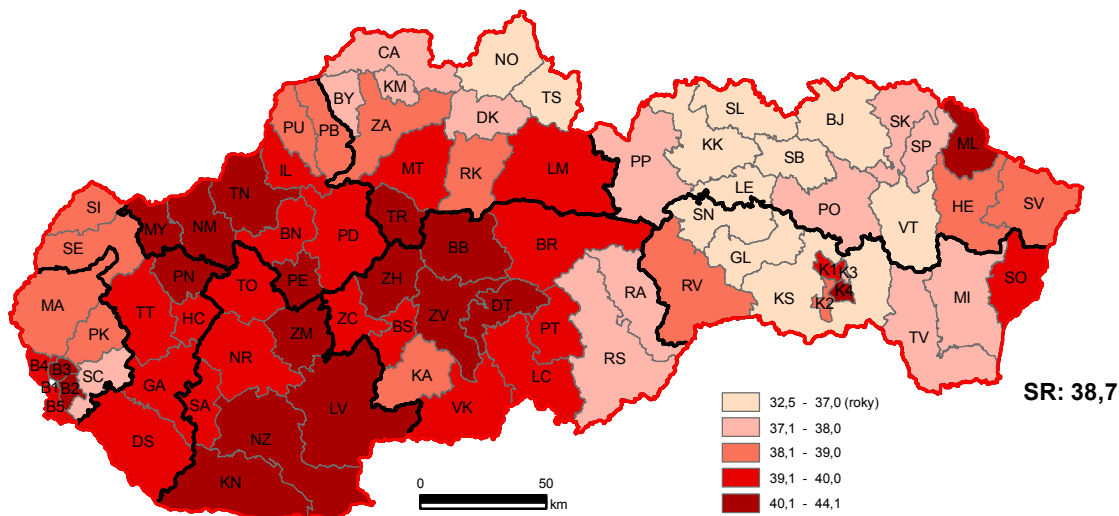 NO
CA
KM
BY
TS
SL
BJ
DK
SK
PU
PB
ZA
KK
ML
SB
SP
PP
IL
MT
RK
LM
LE
TN
PO
HE
SV
SI
TR
SN
VT
MY
NM
BN
PD
BB
BR
SE
GL
PN
PE
ZH
K1
K3
SO
TO
RV
K4
MA
RA
KS
K2
MI
DT
TT
HC
ZM
ZC
BS
ZV
PT
PK
TV
NR
RS
B4
B3
SC
KA
LC
B1
B2
GA
B5
SA
LV
VK
DS
NZ
KN
SR: 38,7
32,5 - 37,0 (roky)
37,1 - 38,0
38,1 - 39,0
39,1 - 40,0
40,1 - 44,1
0 50
km